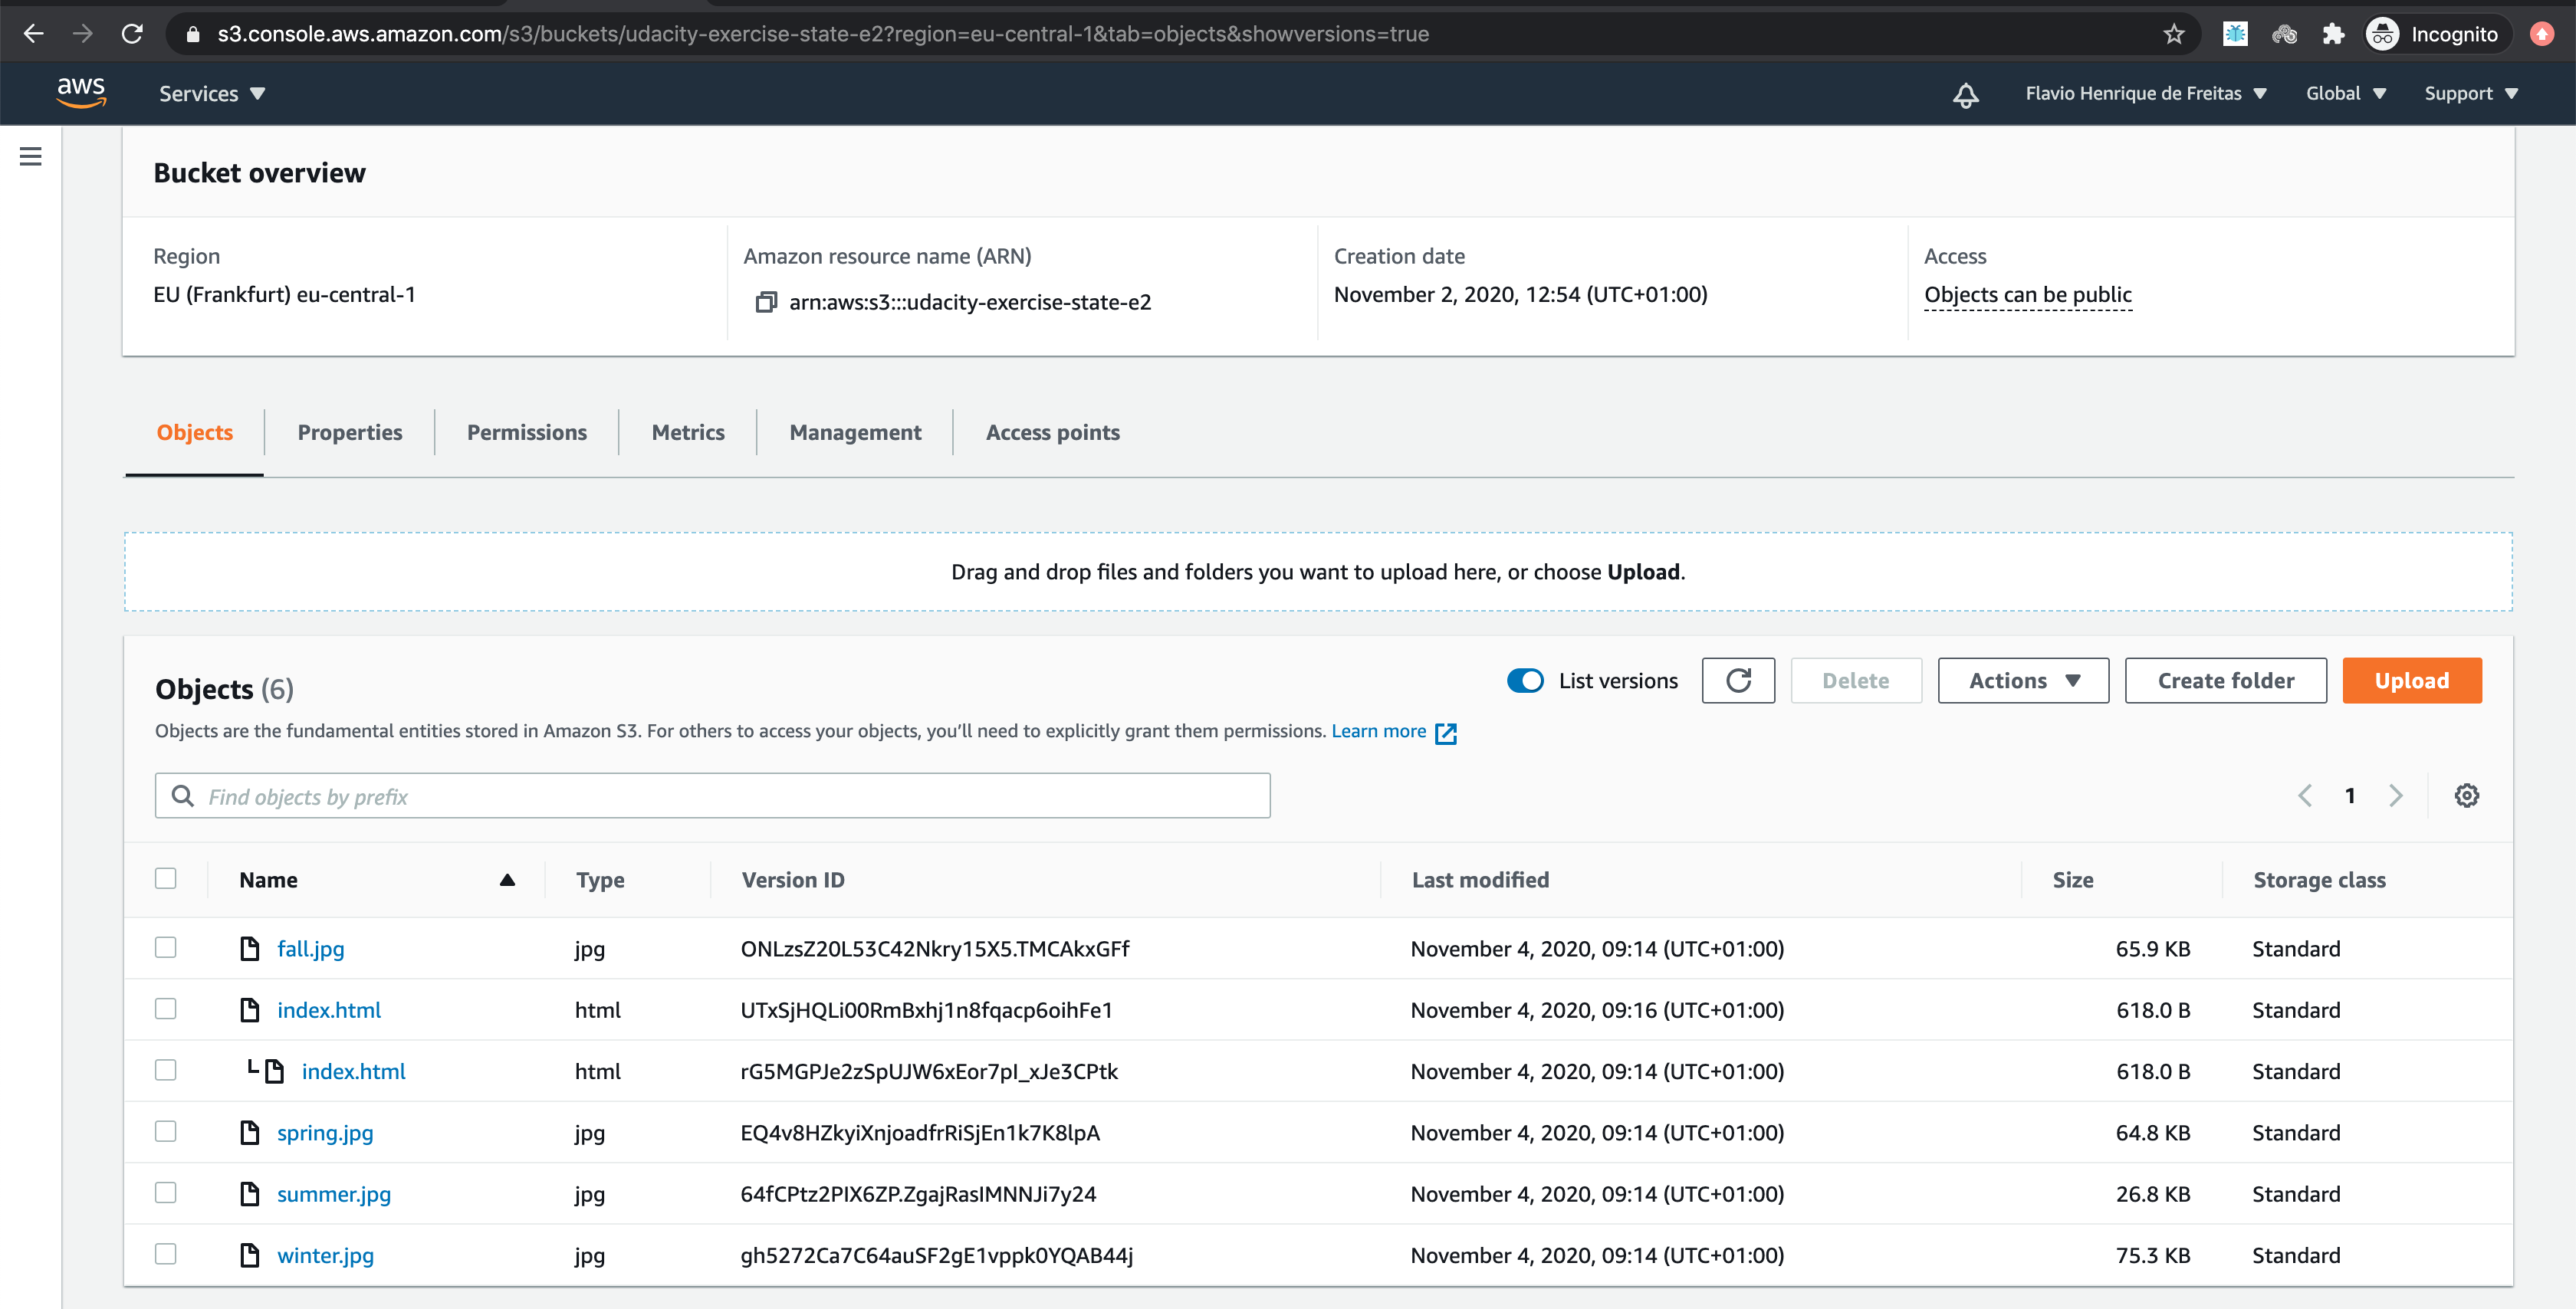 s3.console.aws.amazon.com/s3/buckets/udacity-exercise-state-e2?region=eu-central-1&tab=objects&showversions=true Incognito
aws Services Flavio Henrique de Freitas Global Support
Bucket overview
Region Amazon resource name (ARN) Creation date Access
EU (Frankfurt) eu-central-1 arn:aws:s3:::udacity-exercise-state-e2 November 2, 2020, 12:54 (UTC+01:00) Objects can be public
Objects Properties Permissions Metrics Management Access points
Drag and drop files and folders you want to upload here, or choose Upload.
Objects (6) List versions Delete Actions Create folder Upload
Objects are the fundamental entities stored in Amazon S3. For others to access your objects, you’ll need to explicitly grant them permissions. Learn more
Find objects by prefix 1
Name Type Version ID Last modified Size Storage class
fall.jpg jpg ONLzsZ20L53C42Nkry15X5.TMCAkxGFf November 4, 2020, 09:14 (UTC+01:00) 65.9 KB Standard
index.html html UTxSjHQLi00RmBxhj1n8fqacp6oihFe1 November 4, 2020, 09:16 (UTC+01:00) 618.0 B Standard
index.html html rG5MGPJe2zSpUJW6xEor7pI_xJe3CPtk November 4, 2020, 09:14 (UTC+01:00) 618.0 B Standard
spring.jpg jpg EQ4v8HZkyiXnjoadfrRiSjEn1k7K8lpA November 4, 2020, 09:14 (UTC+01:00) 64.8 KB Standard
summer.jpg jpg 64fCPtz2PIX6ZP.ZgajRasIMNNJi7y24 November 4, 2020, 09:14 (UTC+01:00) 26.8 KB Standard
winter.jpg jpg gh5272Ca7C64auSF2gE1vppk0YQAB44j November 4, 2020, 09:14 (UTC+01:00) 75.3 KB Standard